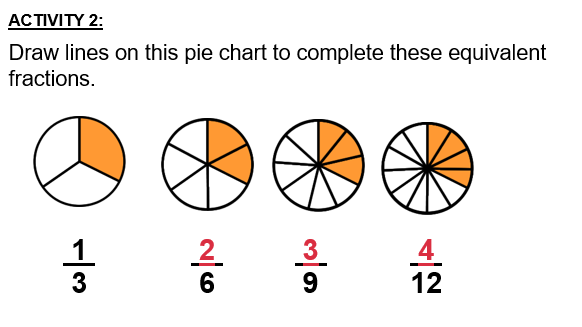 ACTIVITY 2:
Draw lines on this pie chart to complete these equivalent
fractions.
1 2 3 4
3 6 9 12